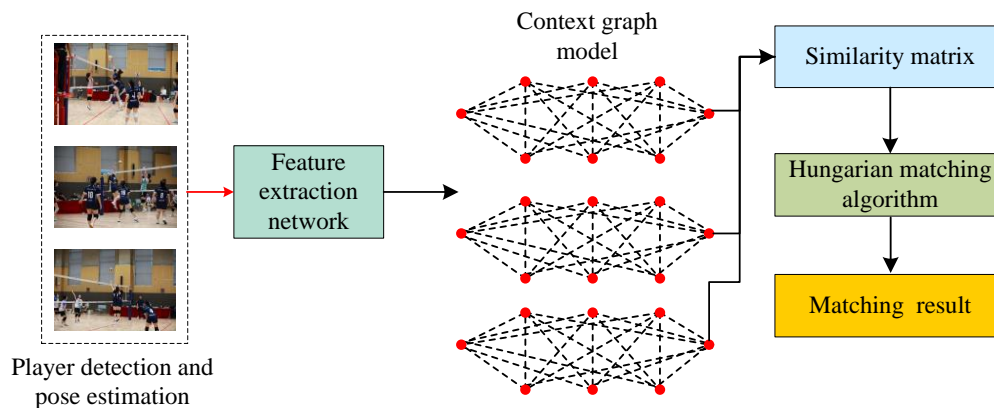 Player detection and
pose estimation
Feature
extraction
network
Context graph
model
Similarity matrix
Hungarian matching
algorithm
Matching result